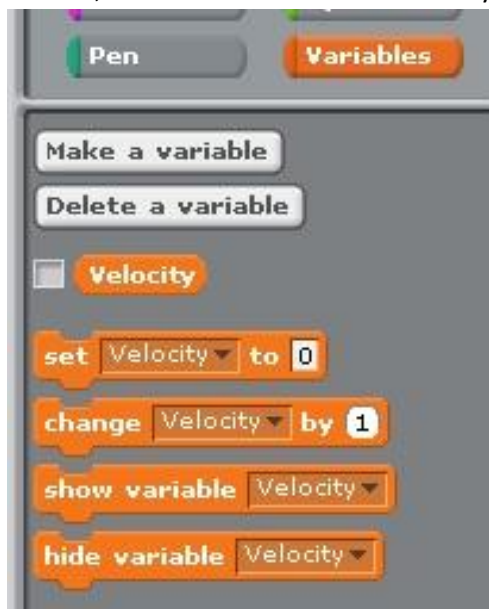 Pen Variables
Make a variable
Delete a variable
Velocity
set Velocity to 0
change Velocity by 1
show variable Velocity
hide variable Velocity